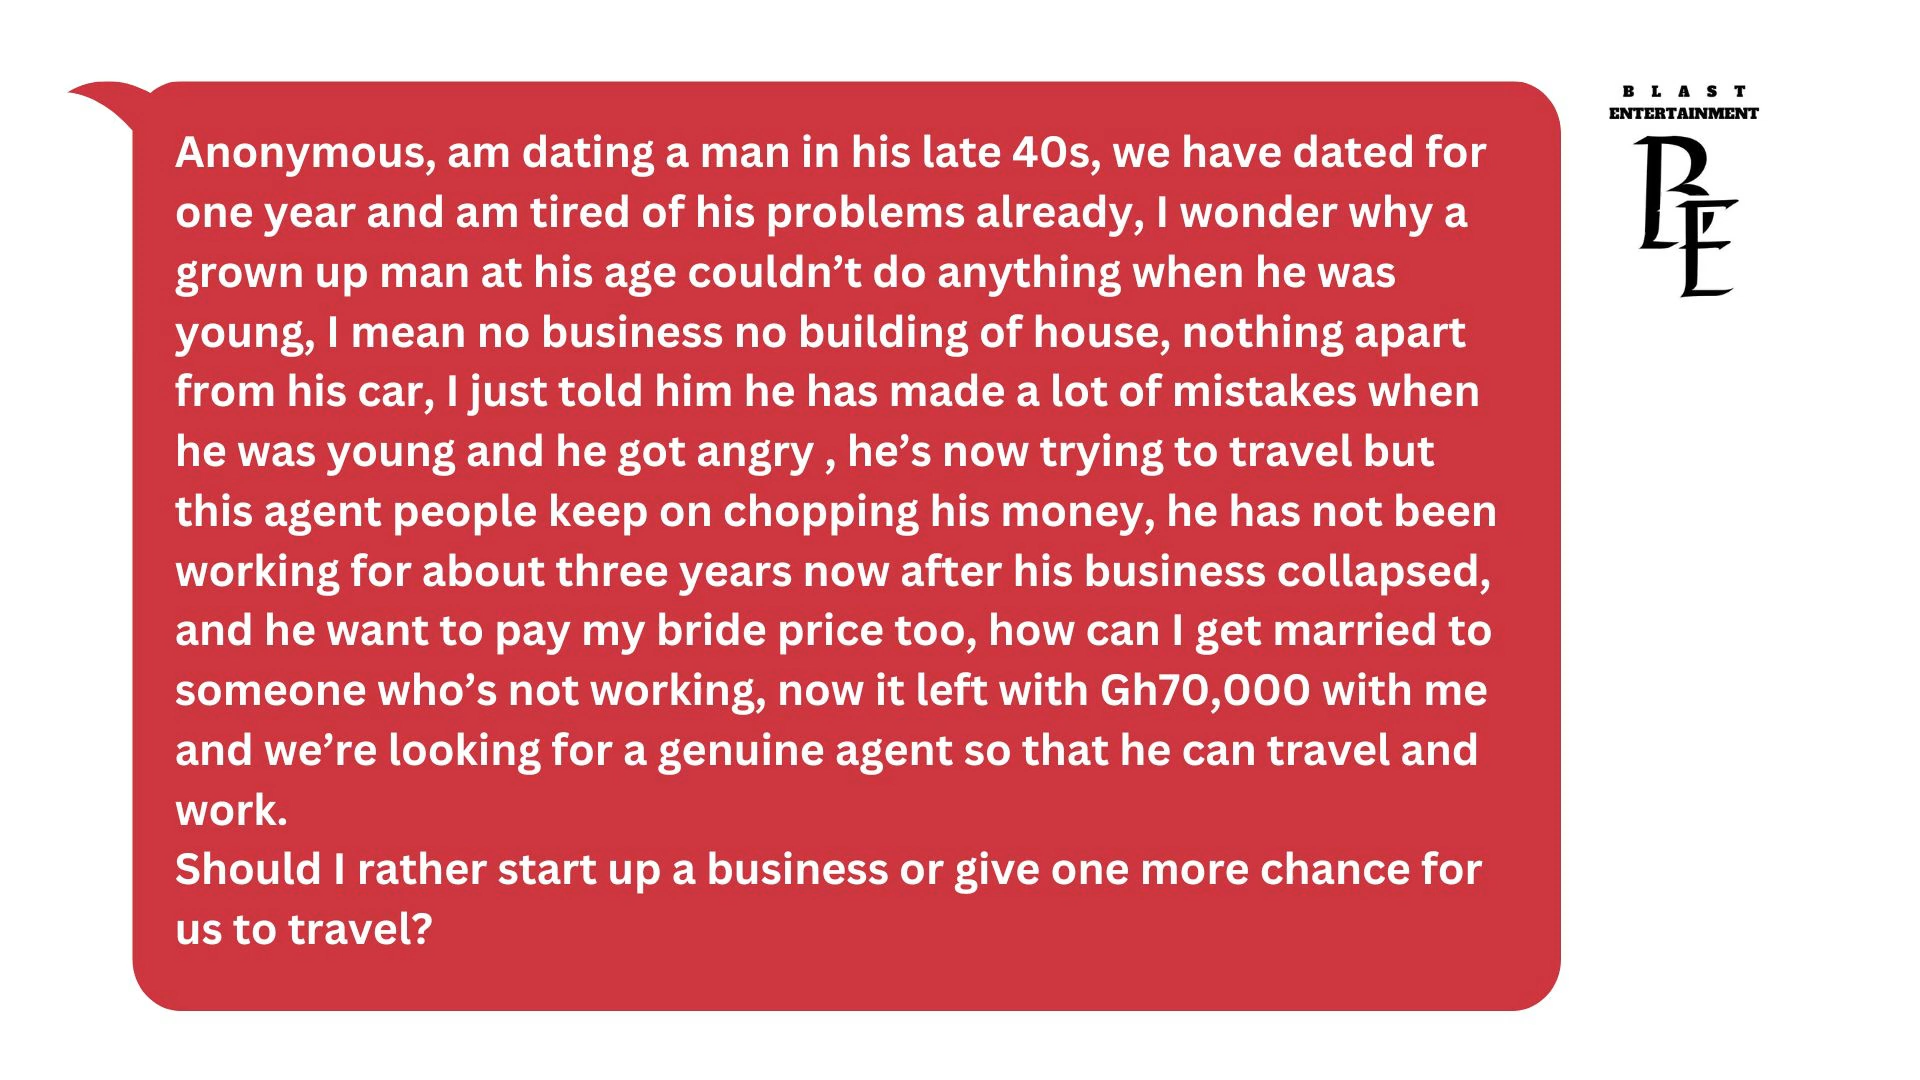 BLAST
ENTERTAINMENT
BE
Anonymous, am dating a man in his late 40s, we have dated for
one year and am tired of his problems already, I wonder why a
grown up man at his age couldn’t do anything when he was
young, I mean no business no building of house, nothing apart
from his car, I just told him he has made a lot of mistakes when
he was young and he got angry , he’s now trying to travel but
this agent people keep on chopping his money, he has not been
working for about three years now after his business collapsed,
and he want to pay my bride price too, how can I get married to
someone who’s not working, now it left with Gh70,000 with me
and we’re looking for a genuine agent so that he can travel and
work.
Should I rather start up a business or give one more chance for
us to travel?